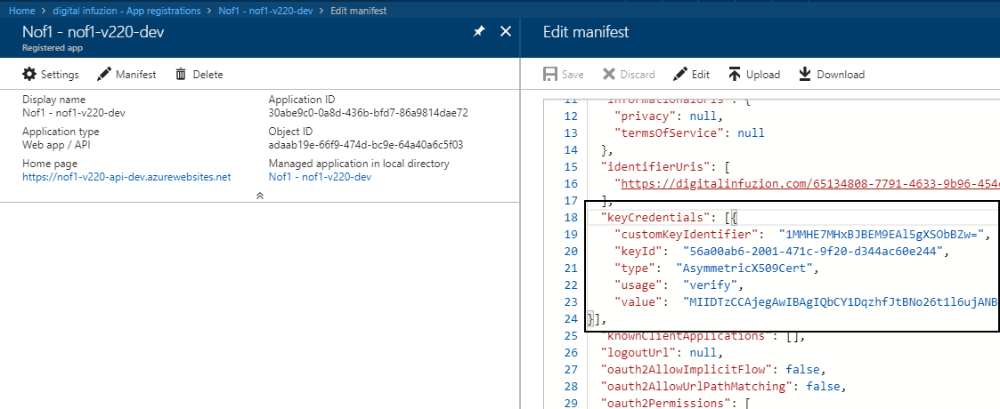 Home > digital infuzion - App registrations > Nof1 - nof1-v220-dev > Edit manifest
Nof1 - nof1-v220-dev
Registered app
Settings Manifest Delete
Display name
Nof1 - nof1-v220-dev
Application type
Web app / API
Home page
https://nof1-v220-api-dev.azurewebsites.net
Application ID
30abe9c0-0a8d-436b-bfd7-86a9814dae72
Object ID
adaab19e-66f9-474d-bc9e-64a40a6c5f03
Managed application in local directory
Nof1 - nof1-v220-dev
Edit manifest
Save Discard Edit Upload Download
11 "informationalUris": {
12 "privacy": null,
13 "termsOfService": null
14 },
15 "identifierUris": [
16 "https://digitalinfuzion.com/65134808-7791-4633-9b96-454
17 ],
18 "keyCredentials": [{
19 "customKeyIdentifier": "1MMHE7MHxBJBEM9EAl5gXSObBZw=",
20 "keyId": "56a00ab6-2001-471c-9f20-d344ac60e244",
21 "type": "AsymmetricX509Cert",
22 "usage": "verify",
23 "value": "MIIDTzCCAjegAwIBAgIQbCY1DqzhfJtBNo26t1l6ujANB
24 }],
25 "knownClientApplications": [],
26 "logoutUrl": null,
27 "oauth2AllowImplicitFlow": false,
28 "oauth2AllowUrlPathMatching": false,
29 "oauth2Permissions": [